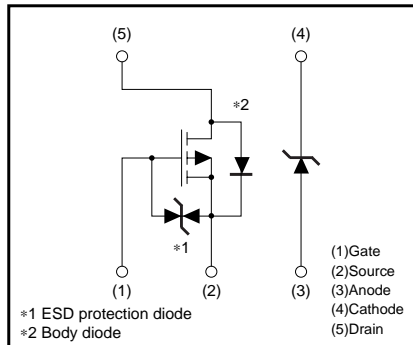 (5)
(4)
∗2
∗1
(1)
(2)
(3)
(1)Gate
(2)Source
(3)Anode
(4)Cathode
(5)Drain
∗1 ESD protection diode
∗2 Body diode